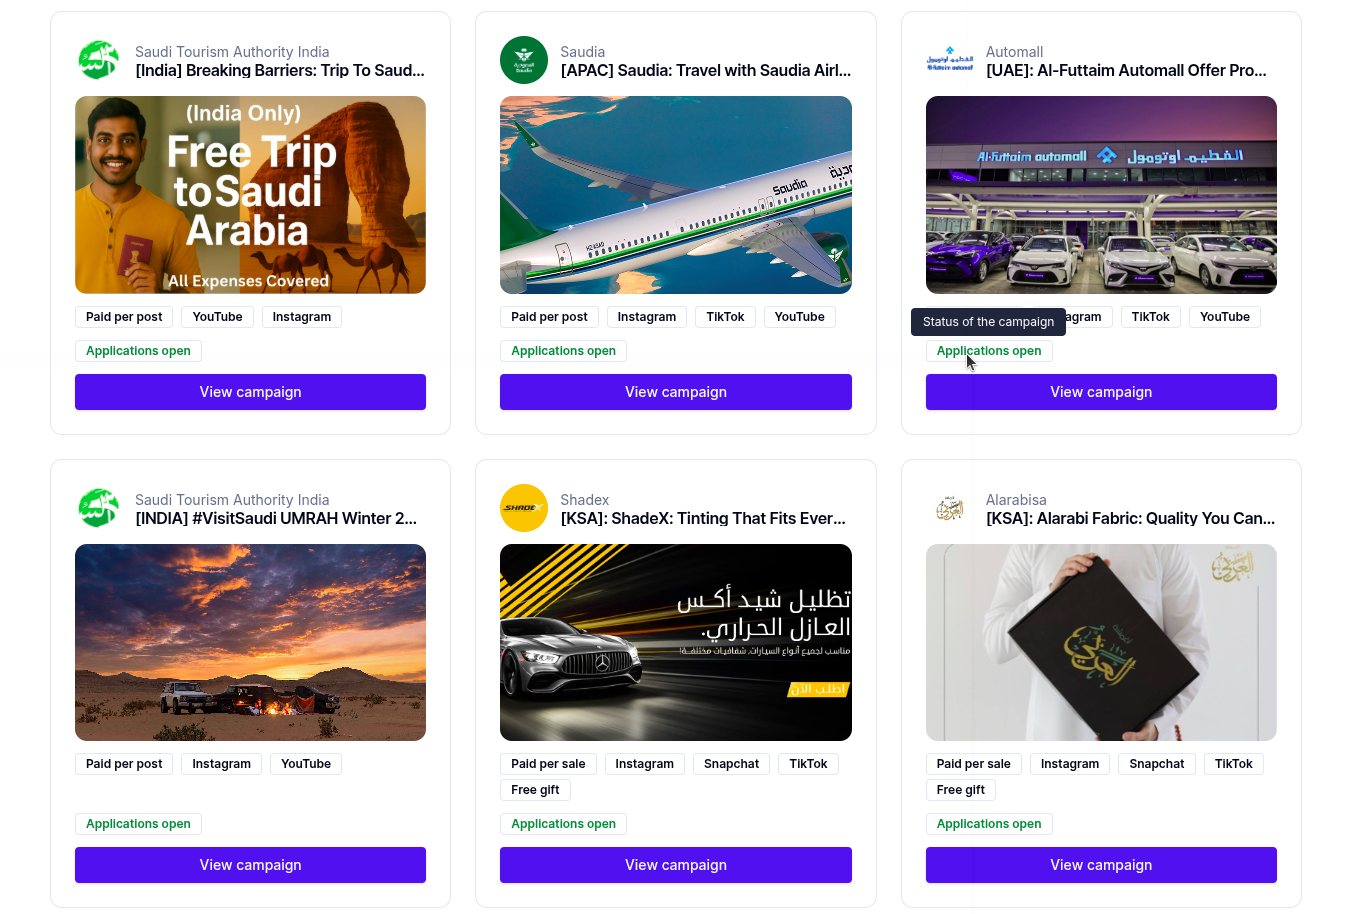 Saudi Tourism Authority India
[India] Breaking Barriers: Trip To Saud...
(India Only)
Free Trip
to Saudi
Arabia
All Expenses Covered
Paid per post
YouTube
Instagram
Applications open
View campaign
Saudia
[APAC] Saudia: Travel with Saudia Airl...
Saudia
Paid per post
Instagram
TikTok
YouTube
Applications open
View campaign
Automall
[UAE]: Al-Futtaim Automall Offer Pro...
Al-Futtaim automall
الفطيم اوتومول
TikTok
YouTube
Status of the campaign
Applications open
View campaign
Saudi Tourism Authority India
[INDIA] #VisitSaudi UMRAH Winter 2...
Paid per post
Instagram
YouTube
Applications open
View campaign
SHADEX
Shadex
[KSA]: ShadeX: Tinting That Fits Ever...
تظليل شيد أكس
العازل الحراري.
مناسب لجميع أنواع السيارات، شفافيات مختلفة!
اطلب الآن
Paid per sale
Instagram
Snapchat
TikTok
Free gift
Applications open
View campaign
Alarabisa
[KSA]: Alarabi Fabric: Quality You Can...
Paid per sale
Instagram
Snapchat
TikTok
Free gift
Applications open
View campaign